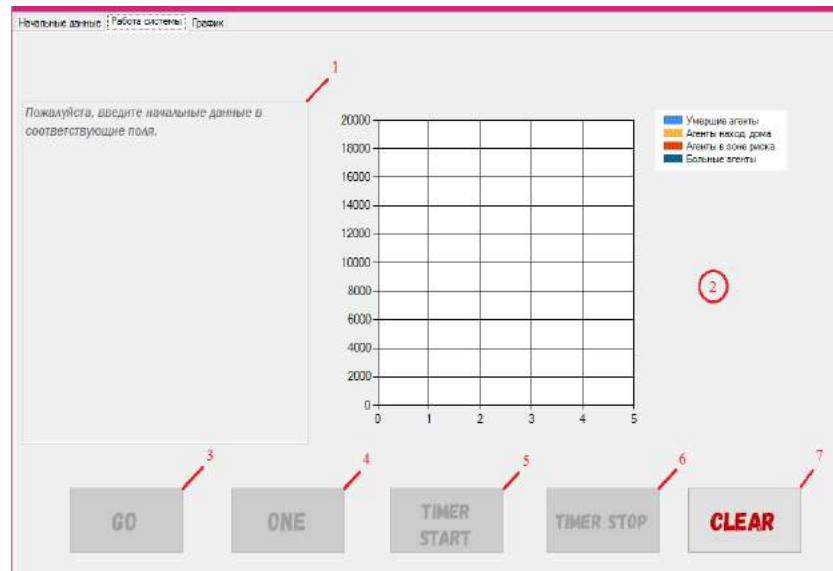 Начальные данные Работа системы График
1
Пожалуйста, введите начальные данные в
соответствующие поля.
20000
18000
16000
14000
12000
10000
8000
6000
4000
2000
0
0 1 2 3 4 5
Умершие агенты
Агенты наход. дома
Агенты в зоне риска
Больные агенты
2
3 4 5 6 7
GO
ONE
TIMER
START
TIMER STOP
CLEAR